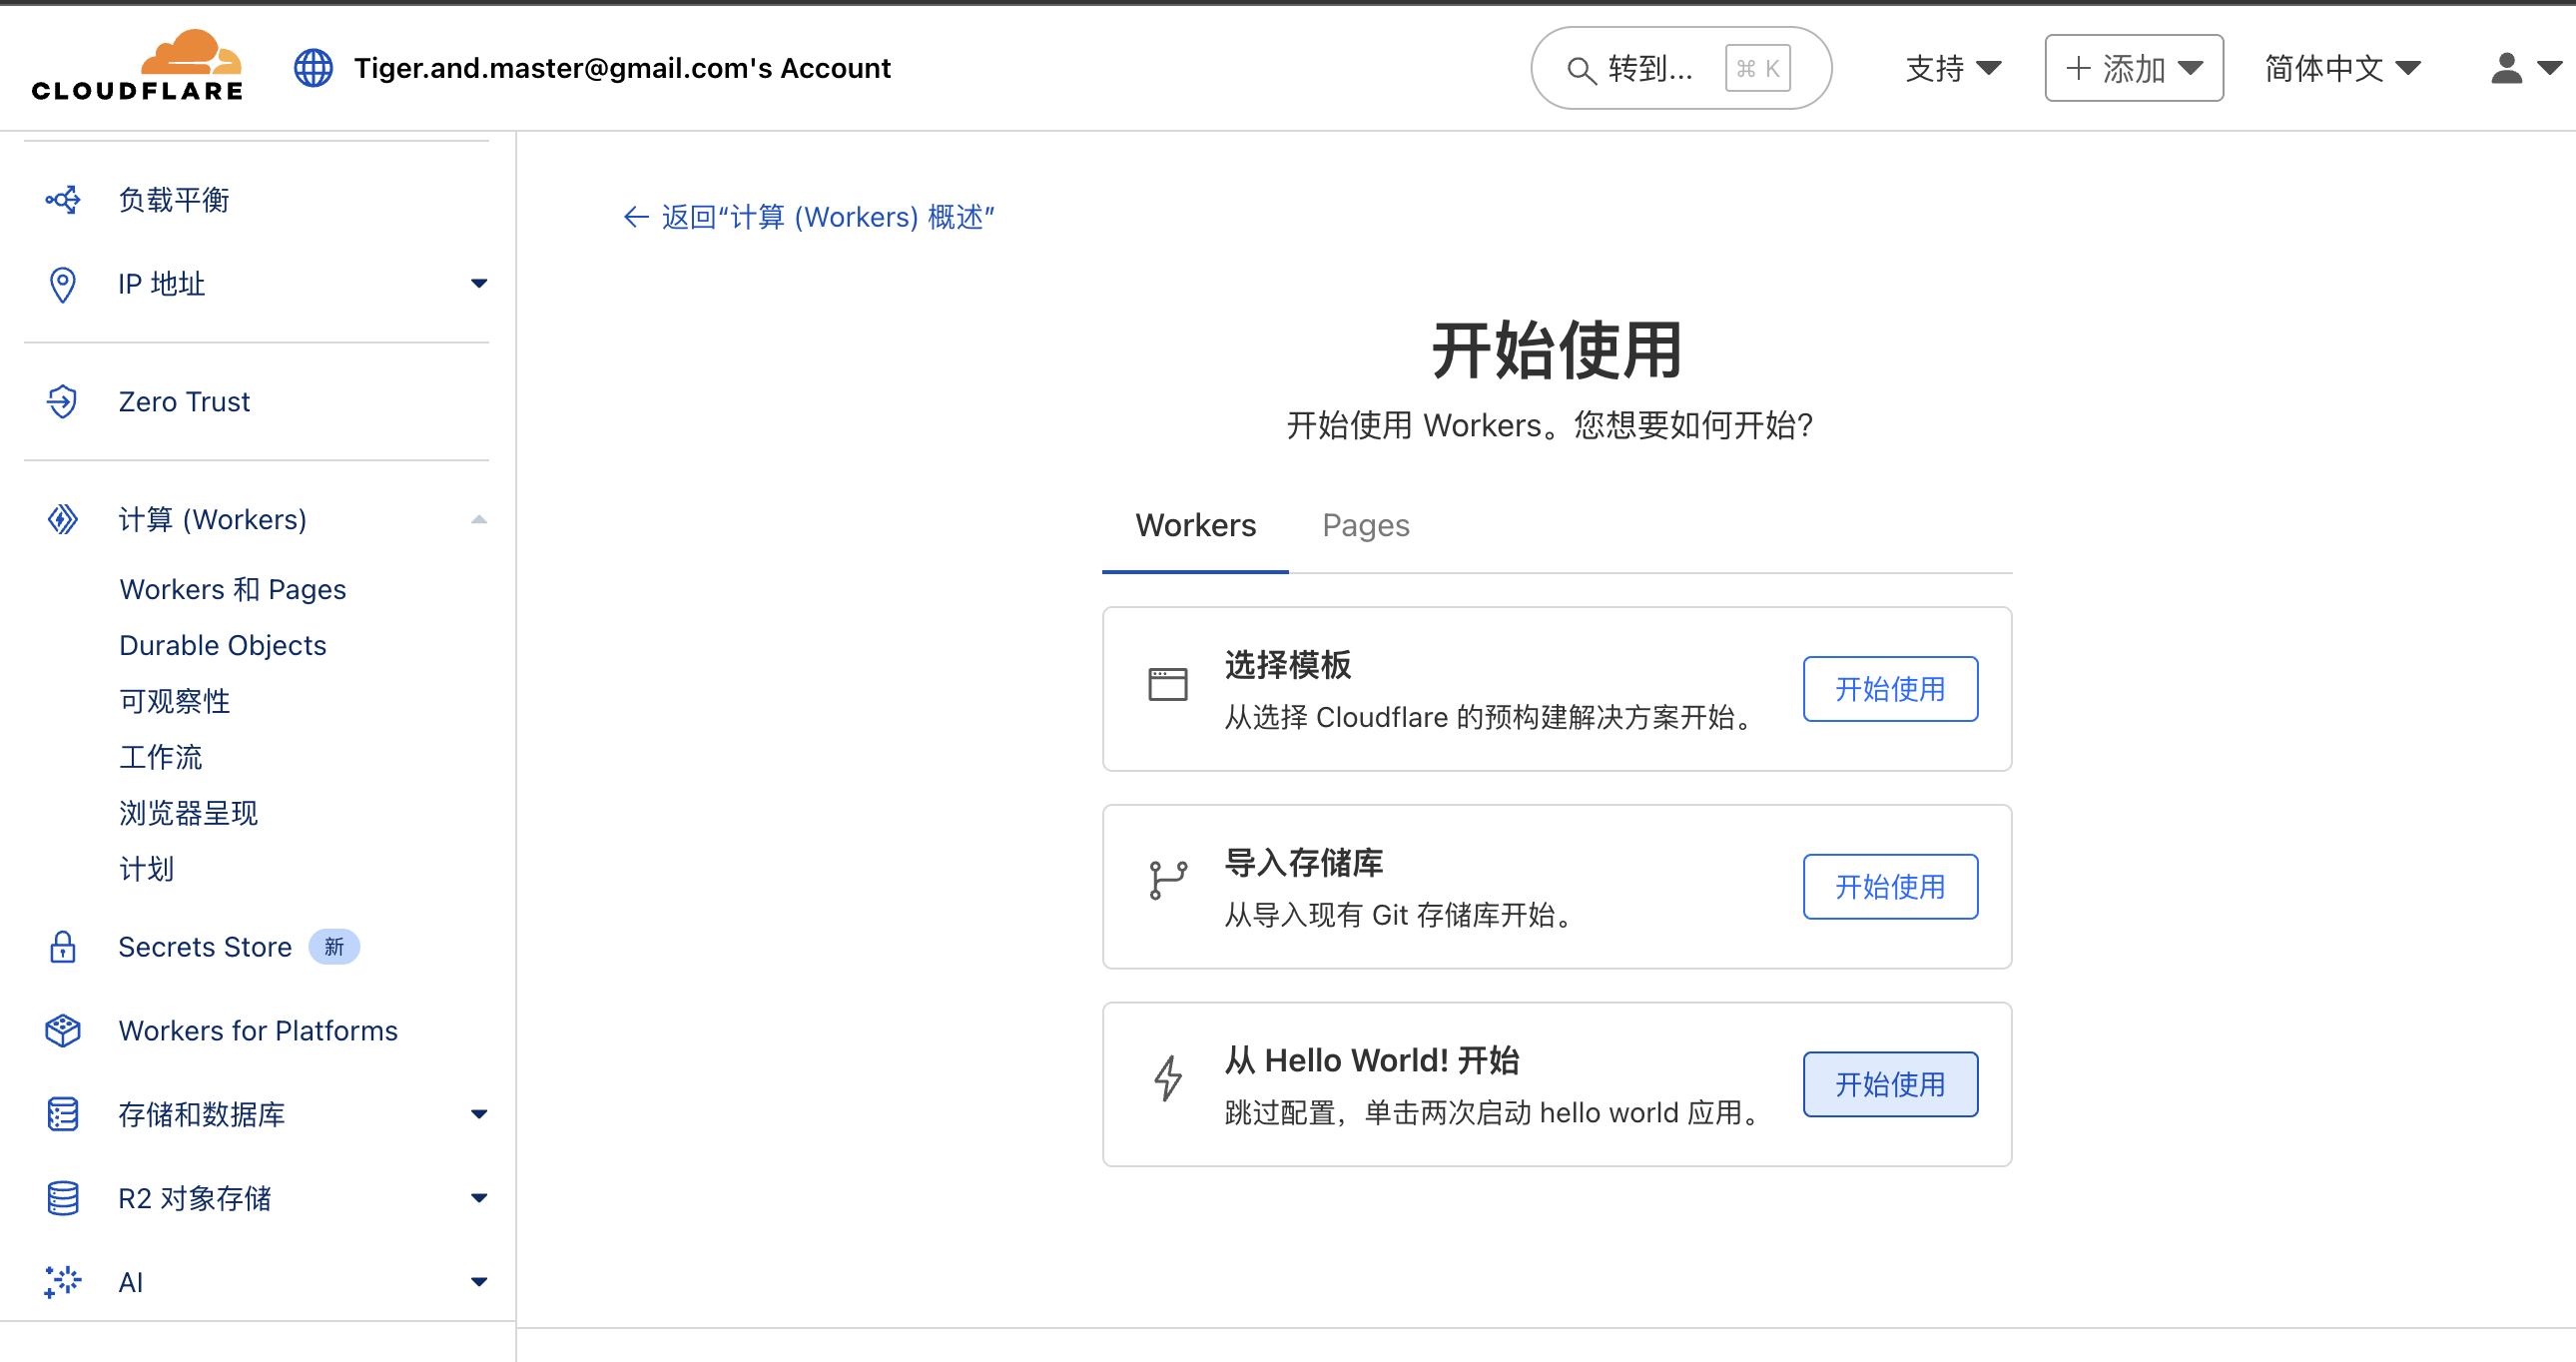 CLOUDFLARE
Tiger.and.master@gmail.com's Account
转到...
⌘ K
支持
添加
简体中文
负载平衡
IP 地址
Zero Trust
计算 (Workers)
Workers 和 Pages
Durable Objects
可观察性
工作流
浏览器呈现
计划
Secrets Store 新
Workers for Platforms
存储和数据库
R2 对象存储
AI
← 返回“计算 (Workers) 概述”
开始使用
开始使用 Workers。您想要如何开始?
Workers
Pages
选择模板
从选择 Cloudflare 的预构建解决方案开始。
开始使用
导入存储库
从导入现有 Git 存储库开始。
开始使用
从 Hello World! 开始
跳过配置，单击两次启动 hello world 应用。
开始使用